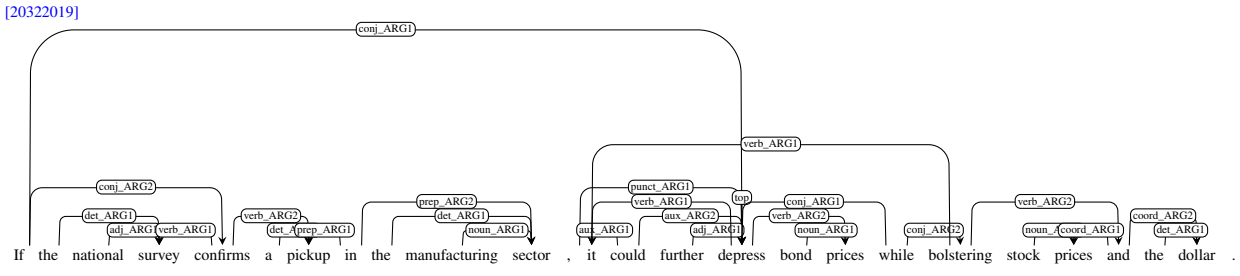 [20322019]
conj_ARG1
verb_ARG1
conj_ARG2 punct_ARG1 top
prep_ARG2 verb_ARG1 conj_ARG1 verb_ARG2
det_ARG1 verb_ARG2 det_ARG1 aux_ARG2 verb_ARG2 coord_ARG2
adj_ARG1 verb_ARG1 prep_ARG1 noun_ARG1 aux_ARG1 adj_ARG1 noun_ARG1 conj_ARG2 coord_ARG1 det_ARG1
If the national survey confirms a pickup in the manufacturing sector , it could further depress bond prices while bolstering stock prices and the dollar .